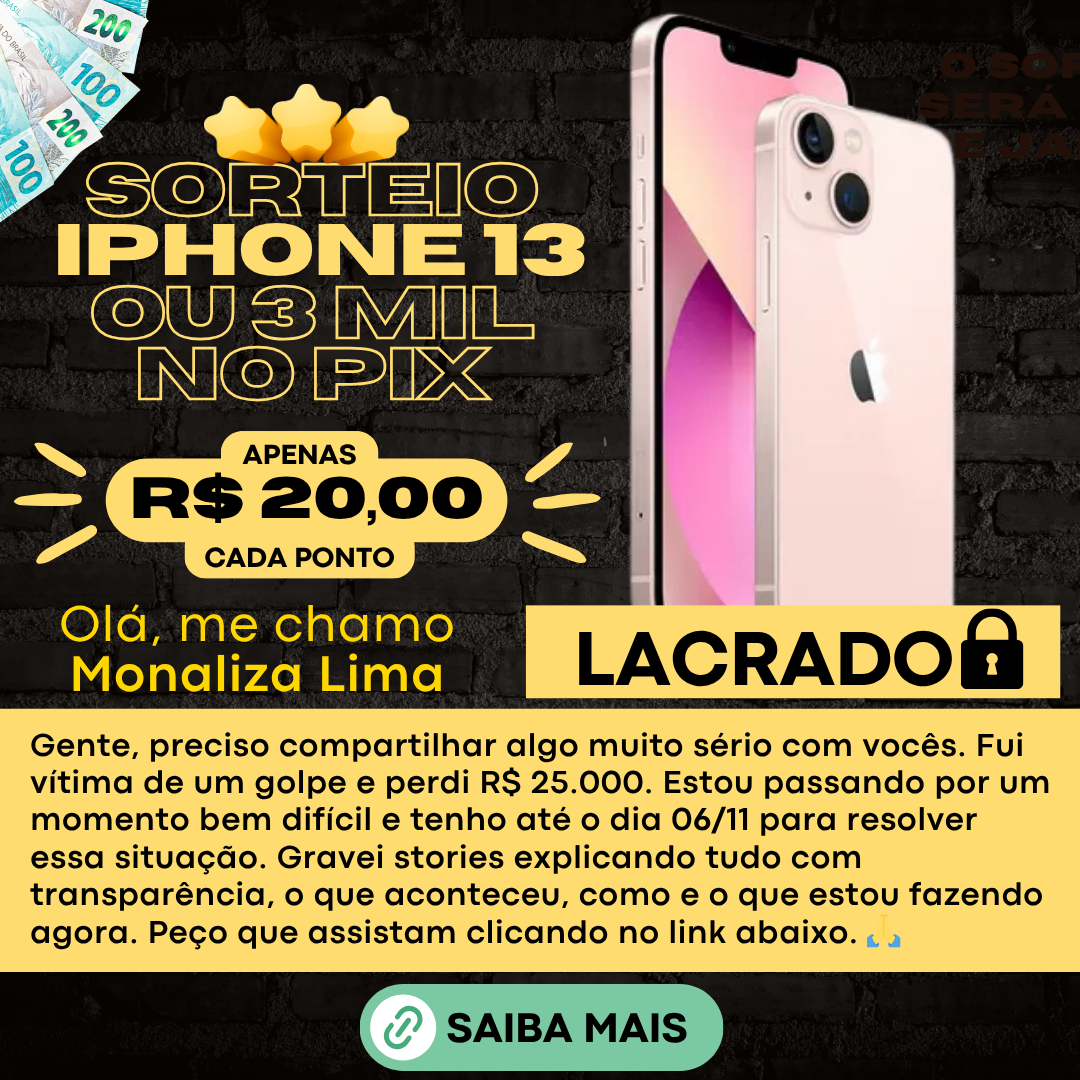 200
DO BRASIL
100
200
100
O SOR
SERÁ
E JA
SORTEIO
IPHONE 13
OU 3 MIL
NO PIX
APENAS
R$ 20,00
CADA PONTO
Olá, me chamo
Monaliza Lima
LACRADO
Gente, preciso compartilhar algo muito sério com vocês. Fui
vítima de um golpe e perdi R$ 25.000. Estou passando por um
momento bem difícil e tenho até o dia 06/11 para resolver
essa situação. Gravei stories explicando tudo com
transparência, o que aconteceu, como e o que estou fazendo
agora. Peço que assistam clicando no link abaixo. 🙏
SAIBA MAIS